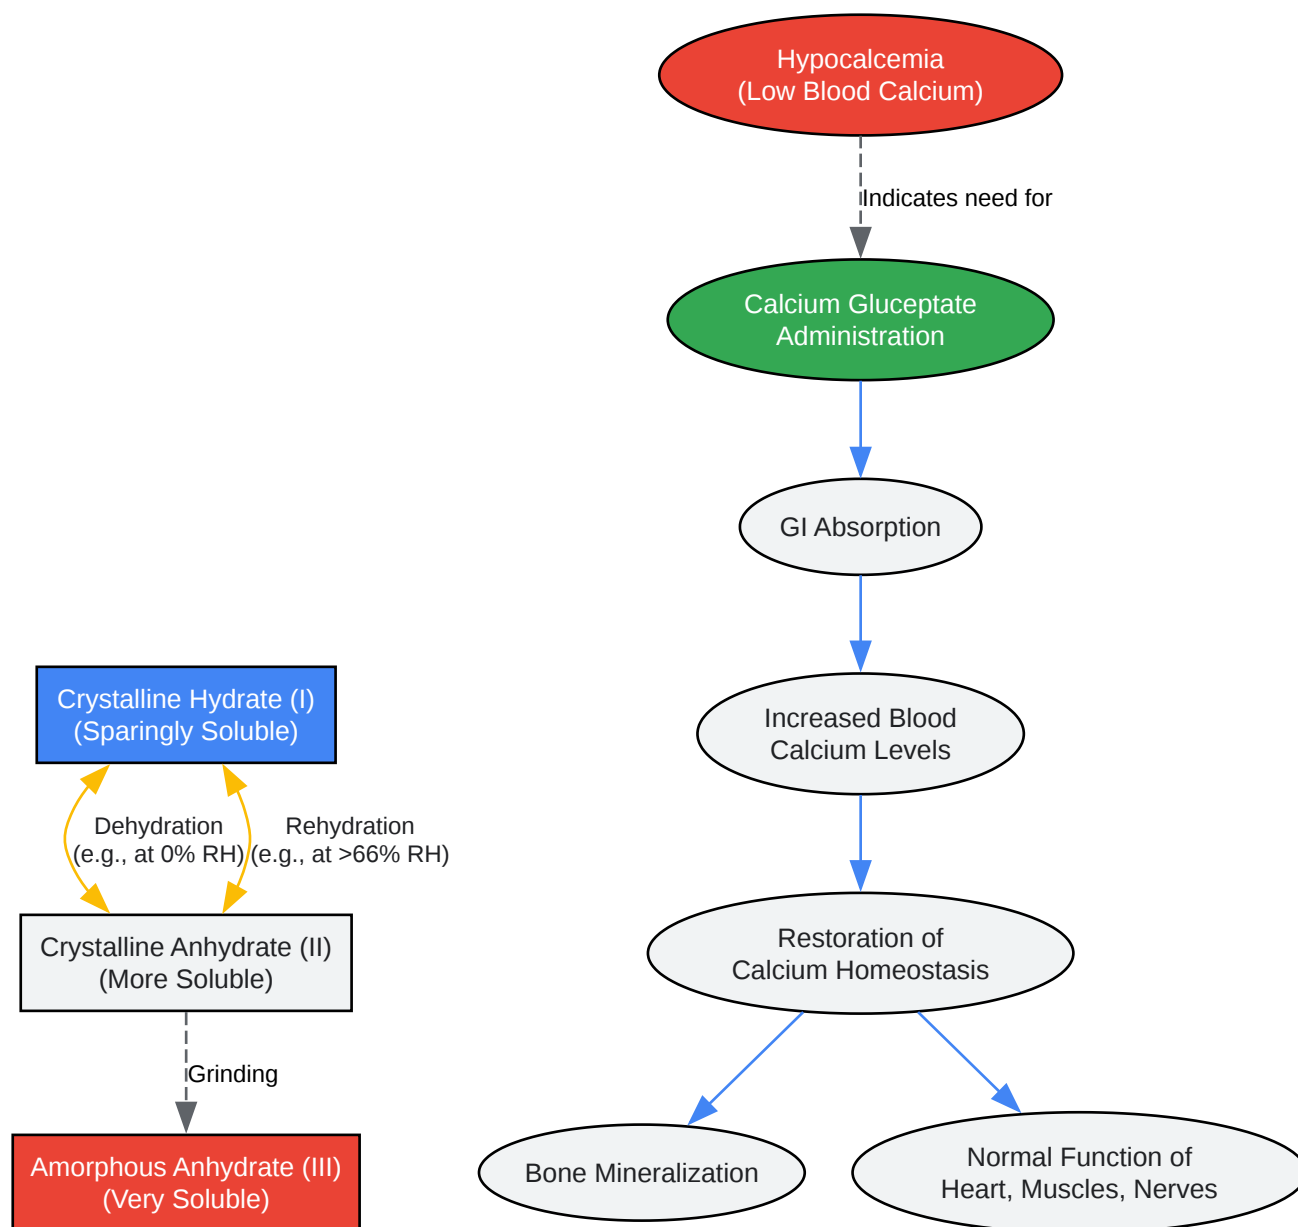 Hypocalcemia
(Low Blood Calcium)
Indicates need for
Calcium Gluceptate
Administration
GI Absorption
Increased Blood
Calcium Levels
Restoration of
Calcium Homeostasis
Bone Mineralization
Normal Function of
Heart, Muscles, Nerves
Crystalline Hydrate (I)
(Sparingly Soluble)
Dehydration
(e.g., at 0% RH)
Rehydration
(e.g., at >66% RH)
Crystalline Anhydrate (II)
(More Soluble)
Grinding
Amorphous Anhydrate (III)
(Very Soluble)